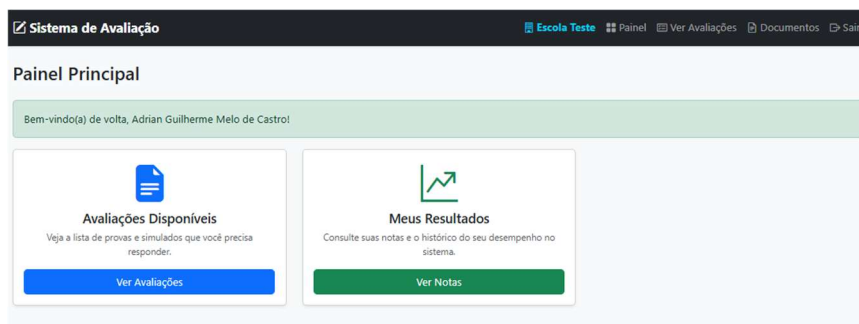 Sistema de Avaliação
Escola Teste Painel Ver Avaliações Documentos Sair
Painel Principal
Bem-vindo(a) de volta, Adrian Guilherme Melo de Castro!
Avaliações Disponíveis
Veja a lista de provas e simulados que você precisa
responder.
Ver Avaliações
Meus Resultados
Consulte suas notas e o histórico do seu desempenho no
sistema.
Ver Notas